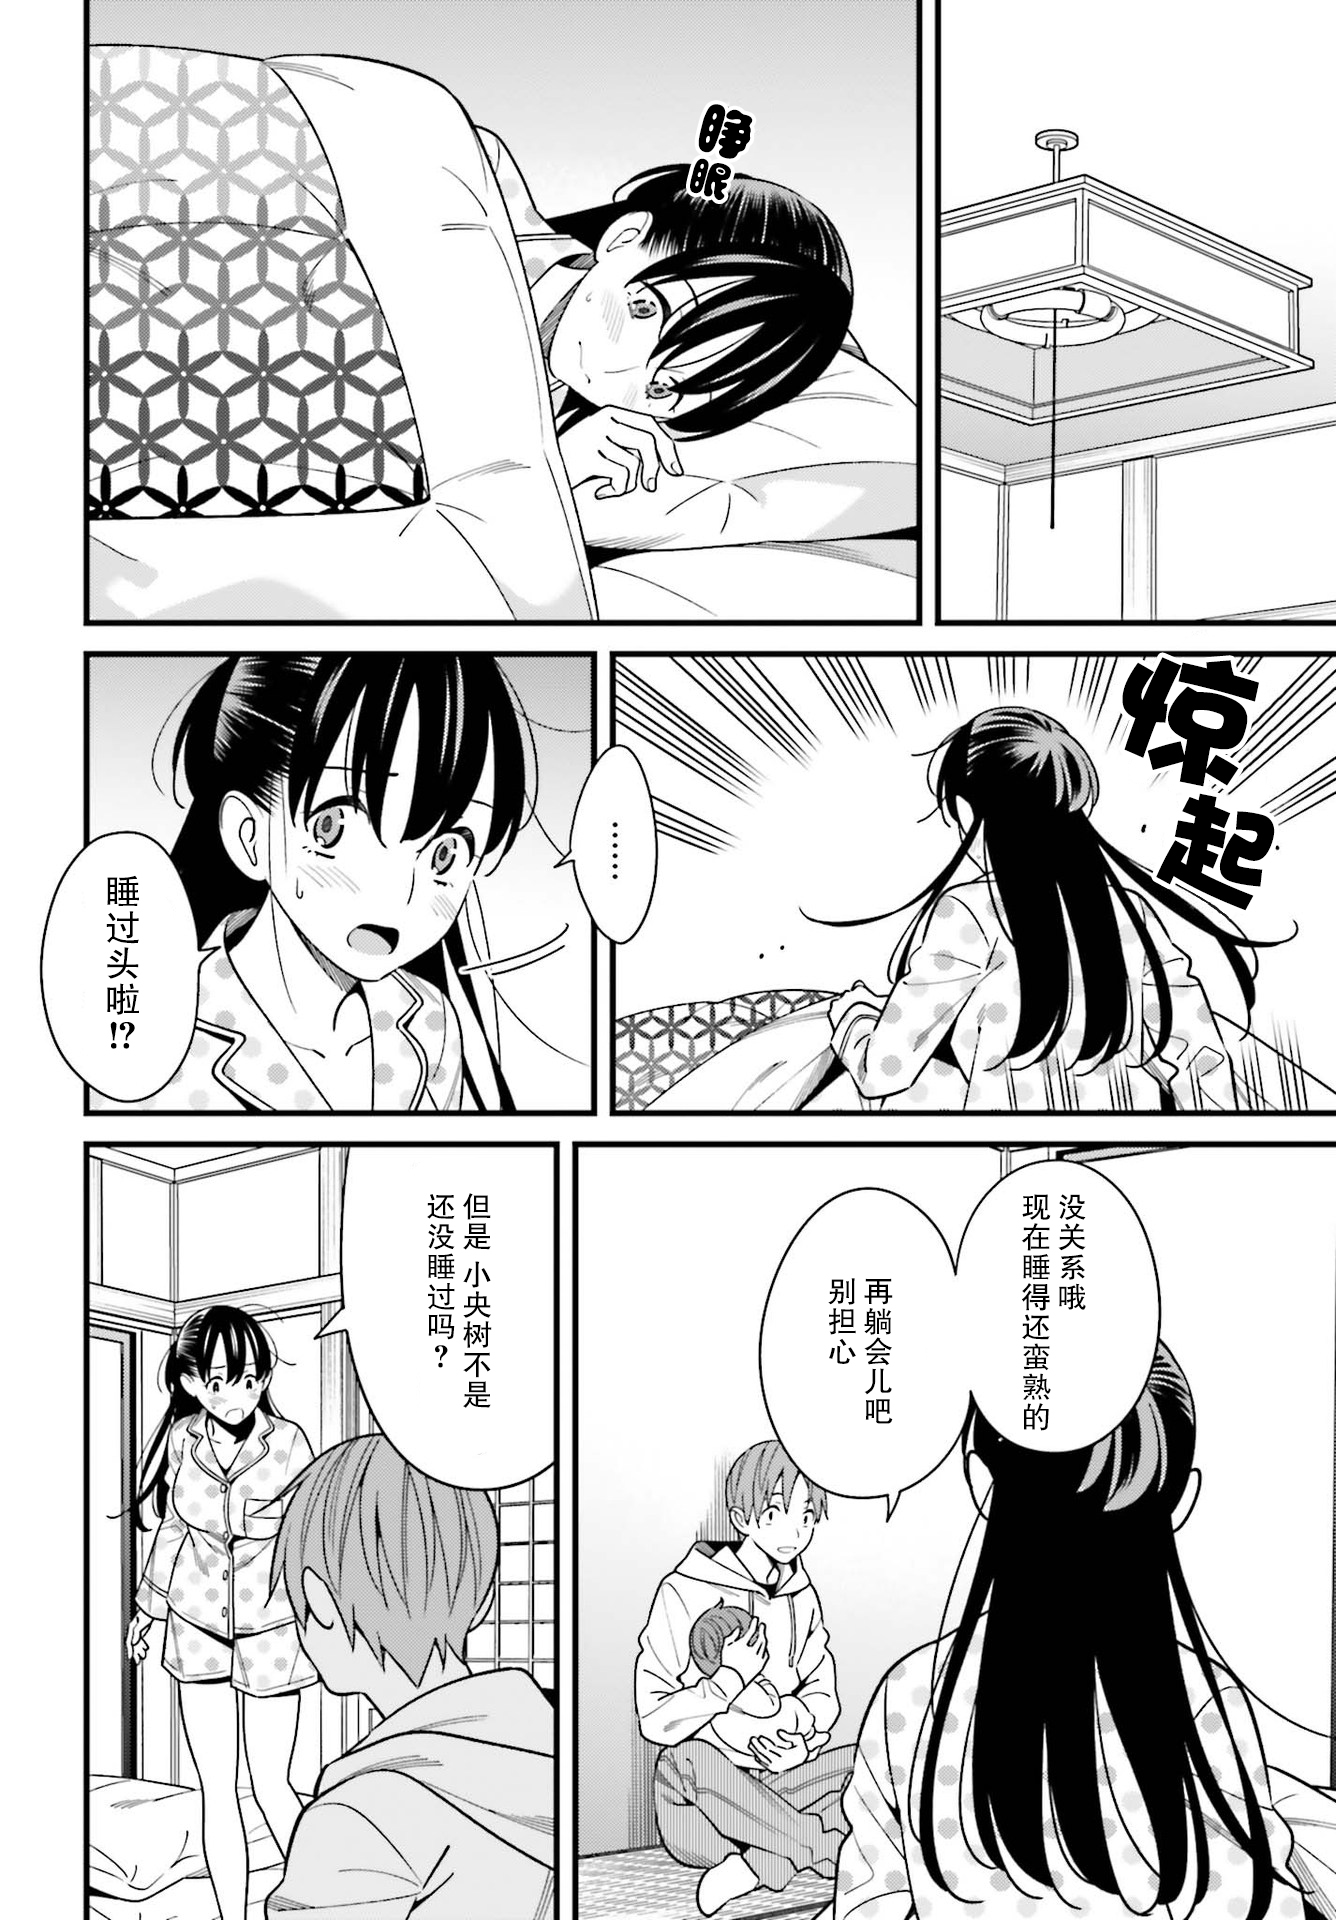 睁
眼
惊
起
……
睡过头啦!?
没关系哦
现在睡得还蛮熟的
再躺会儿吧
别担心
但是 小央树不是
还没睡过吗?